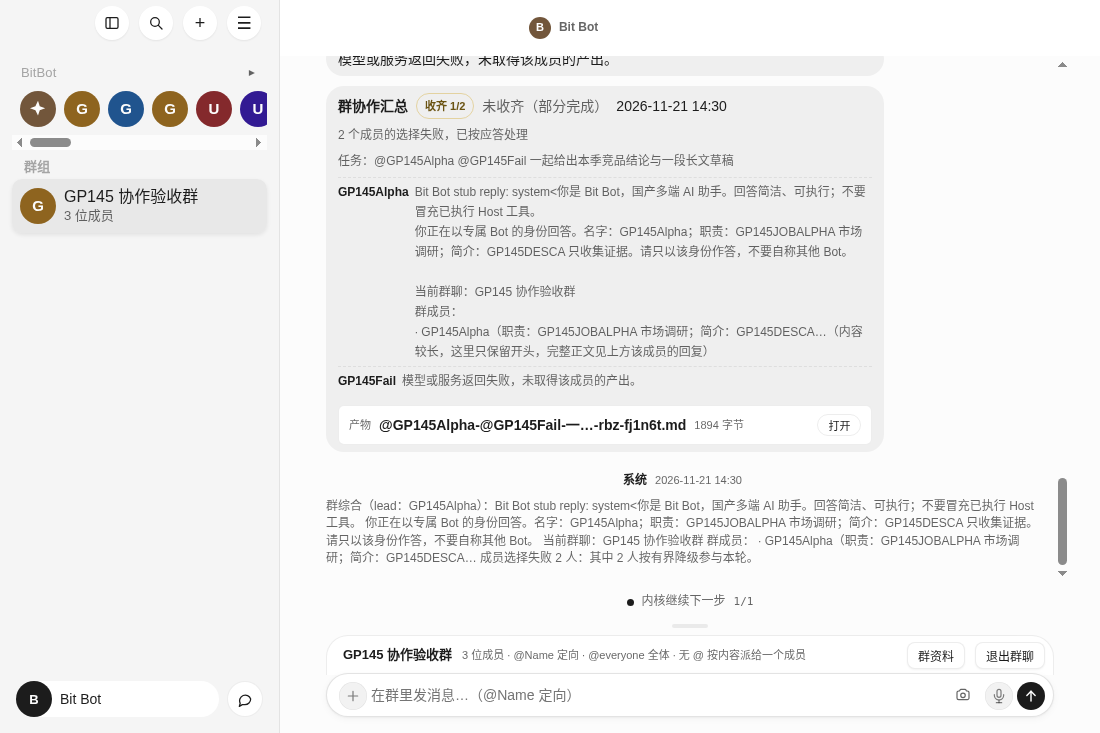 BitBot
G
G
G
U
U
群组
G
GP145 协作验收群
3 位成员
B
Bit Bot
B
Bit Bot
模型或服务返回失败，未取得该成员的产出。
群协作汇总 收齐 1/2 未收齐（部分完成） 2026-11-21 14:30
2 个成员的选择失败，已按应答处理
任务：@GP145Alpha @GP145Fail 一起给出本季竞品结论与一段长文草稿
GP145Alpha Bit Bot stub reply: system<你是 Bit Bot，国产多端 AI 助手。回答简洁、可执行；不要
冒充已执行 Host 工具。
你正在以专属 Bot 的身份回答。名字：GP145Alpha；职责：GP145JOBALPHA 市场
调研；简介：GP145DESCA 只收集证据。请只以该身份作答，不要自称其他 Bot。
当前群聊：GP145 协作验收群
群成员：
· GP145Alpha（职责：GP145JOBALPHA 市场调研；简介：GP145DESCA…（内容
较长，这里只保留开头，完整正文见上方该成员的回复）
GP145Fail 模型或服务返回失败，未取得该成员的产出。
产物 @GP145Alpha-@GP145Fail-一…-rbz-fj1n6t.md 1894 字节 打开
系统 2026-11-21 14:30
群综合（lead：GP145Alpha）：Bit Bot stub reply: system<你是 Bit Bot，国产多端 AI 助手。回答简洁、可执行；不要冒充已执行 Host
工具。 你正在以专属 Bot 的身份回答。名字：GP145Alpha；职责：GP145JOBALPHA 市场调研；简介：GP145DESCA 只收集证据。
请只以该身份作答，不要自称其他 Bot。 当前群聊：GP145 协作验收群 群成员： · GP145Alpha（职责：GP145JOBALPHA 市场调
研；简介：GP145DESCA… 成员选择失败 2 人：其中 2 人按有界降级参与本轮。
内核继续下一步 1/1
GP145 协作验收群 3 位成员 · @Name 定向 · @everyone 全体 · 无 @ 按内容派给一个成员 群资料 退出群聊
在群里发消息…（@Name 定向）